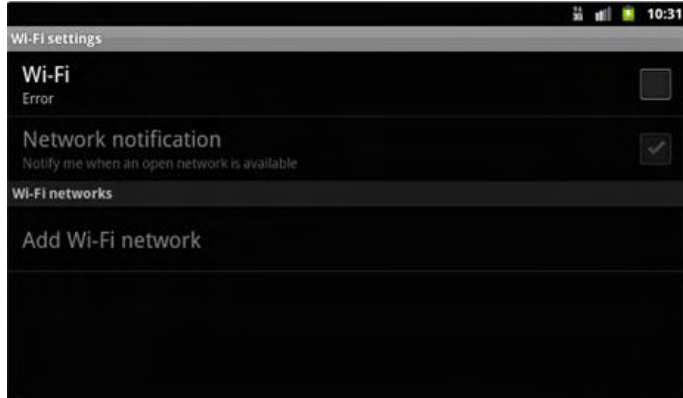 3G
10:31
Wi-Fi settings
Wi-Fi
Error
Network notification
Notify me when an open network is available
Wi-Fi networks
Add Wi-Fi network